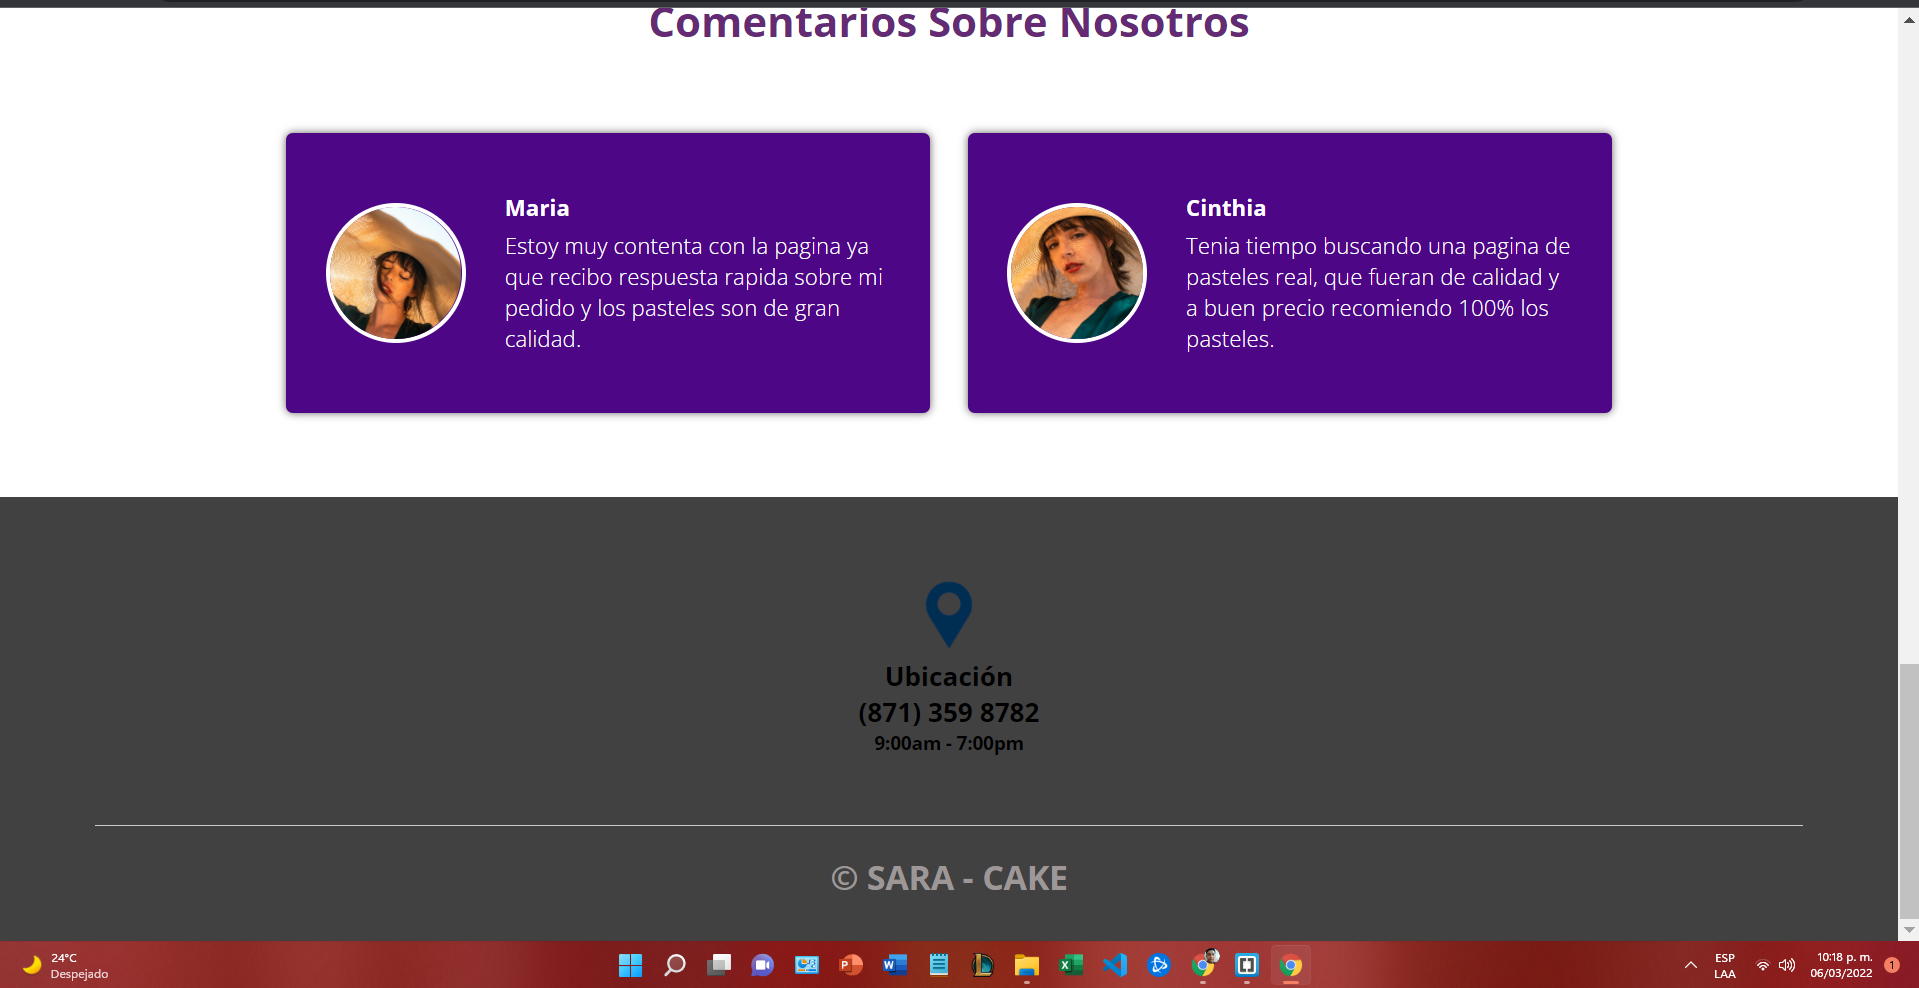 Comentarios Sobre Nosotros
Maria
Estoy muy contenta con la pagina ya
que recibo respuesta rapida sobre mi
pedido y los pasteles son de gran
calidad.
Cinthia
Tenia tiempo buscando una pagina de
pasteles real, que fueran de calidad y
a buen precio recomiendo 100% los
pasteles.
Ubicación
(871) 359 8782
9:00am - 7:00pm
© SARA - CAKE
24°C
Despejado
ESP
LAA
10:18 p. m.
06/03/2022
1